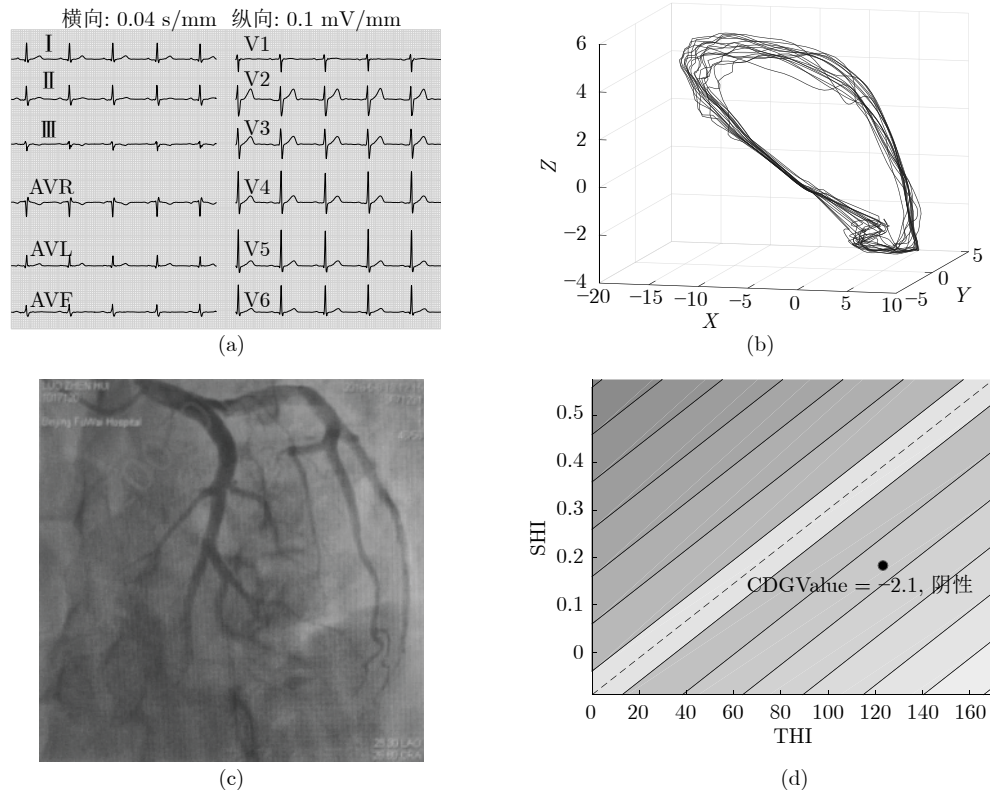 横向: 0.04 s/mm 纵向: 0.1 mV/mm
Ⅰ
Ⅱ
Ⅲ
AVR
AVL
AVF
V1
V2
V3
V4
V5
V6
(a)
6
4
2
0
−2
−4
Z
−20 −15 −10 −5 0 5 10
X
−5 0 5
Y
(b)
Beijing FuWai Hospital
(c)
0.5
0.4
0.3
0.2
0.1
0
SHI
CDGValue = −2.1, 阴性
0 20 40 60 80 100 120 140 160
THI
(d)